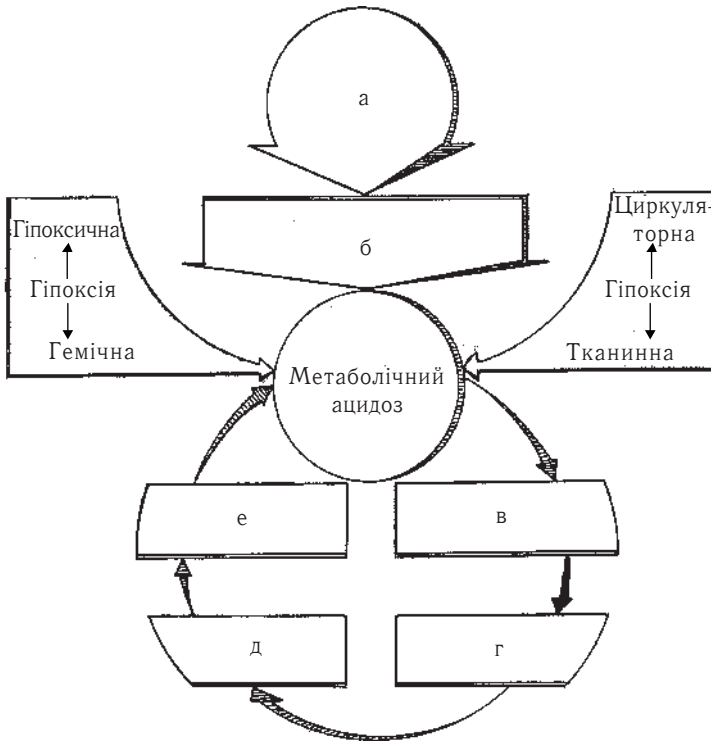 а
б
Гіпоксична
Гіпоксія
Гемічна
Циркуля-
торна
Гіпоксія
Тканинна
Метаболічний
ацидоз
е
в
д
г